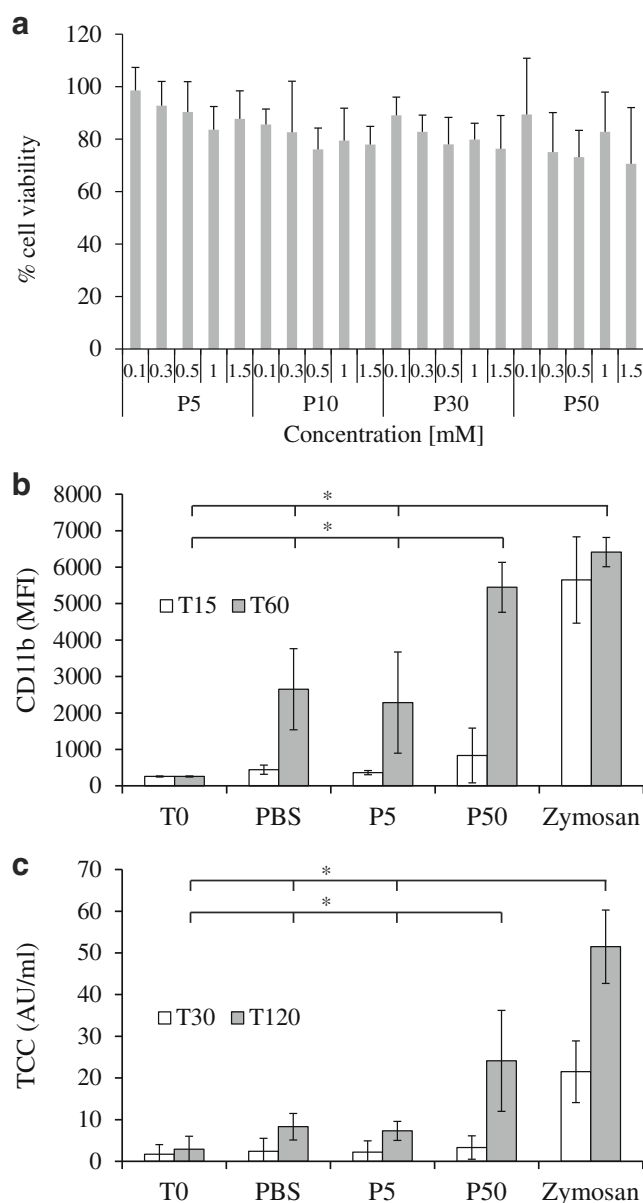 a
120
100
80
60
40
20
0
% cell viability
0.1 0.3 0.5 1 1.5 0.1 0.3 0.5 1 1.5 0.1 0.3 0.5 1 1.5 0.1 0.3 0.5 1 1.5
P5 P10 P30 P50
Concentration [mM]
b
8000
7000
6000
5000
4000
3000
2000
1000
0
CD11b (MFI)
*
*
T15 T60
T0 PBS P5 P50 Zymosan
c
70
60
50
40
30
20
10
0
TCC (AU/ml)
*
*
T30 T120
T0 PBS P5 P50 Zymosan